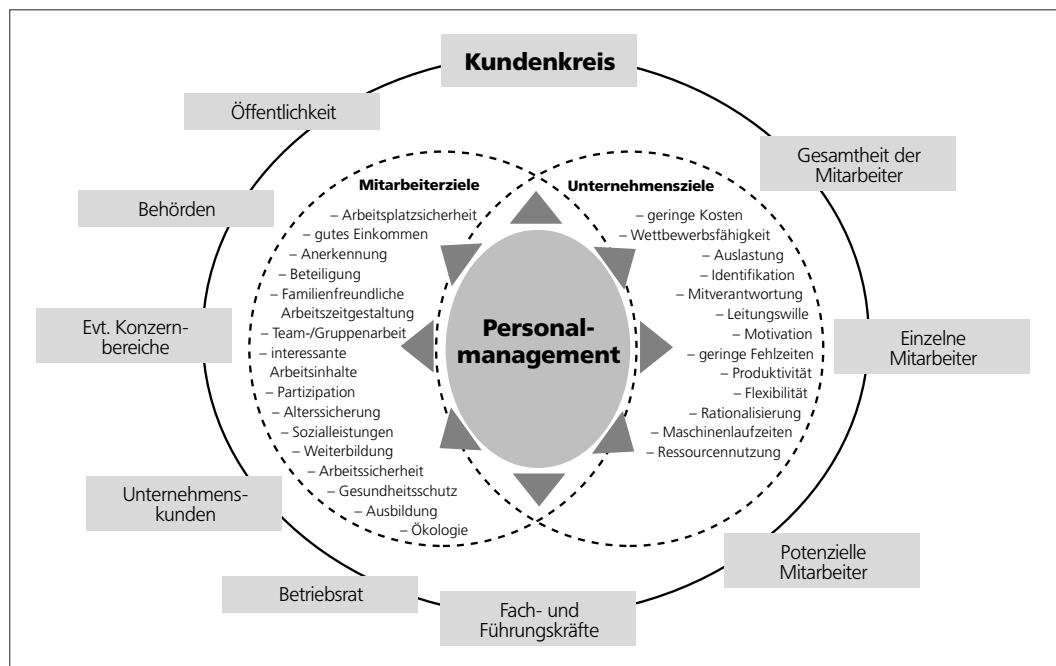 Kundenkreis
Öffentlichkeit
Gesamtheit der
Mitarbeiter
Behörden
Einzelne
Mitarbeiter
Evt. Konzern-
bereiche
Unternehmens-
kunden
Potenzielle
Mitarbeiter
Betriebsrat
Fach- und
Führungskräfte
Mitarbeiterziele
– Arbeitsplatzsicherheit
– gutes Einkommen
– Anerkennung
– Beteiligung
– Familienfreundliche
Arbeitszeitgestaltung
– Team-/Gruppenarbeit
– interessante
Arbeitsinhalte
– Partizipation
– Alterssicherung
– Sozialleistungen
– Weiterbildung
– Arbeitssicherheit
– Gesundheitsschutz
– Ausbildung
– Ökologie
Personal-
management
Unternehmensziele
– geringe Kosten
– Wettbewerbsfähigkeit
– Auslastung
– Identifikation
– Mitverantwortung
– Leitungswille
– Motivation
– geringe Fehlzeiten
– Produktivität
– Flexibilität
– Rationalisierung
– Maschinenlaufzeiten
– Ressourcennutzung